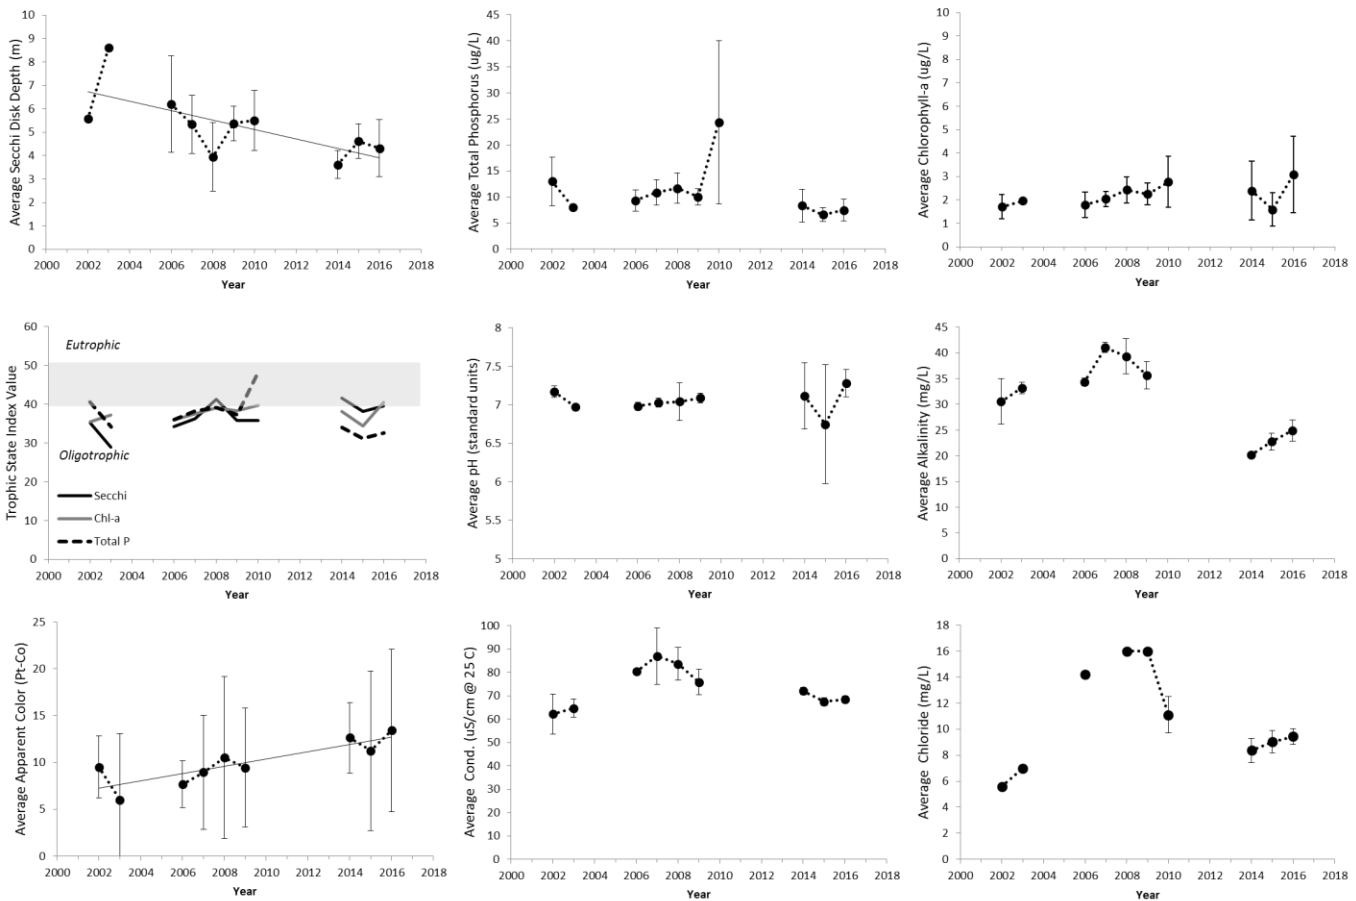 Average Secchi Disk Depth (m)
10
9
8
7
6
5
4
3
2
1
0
2000 2002 2004 2006 2008 2010 2012 2014 2016 2018
Year
Average Total Phosphorus (ug/L)
45
40
35
30
25
20
15
10
5
0
2000 2002 2004 2006 2008 2010 2012 2014 2016 2018
Year
Average Chlorophyll-a (ug/L)
10
9
8
7
6
5
4
3
2
1
0
2000 2002 2004 2006 2008 2010 2012 2014 2016 2018
Year
Trophic State Index Value
60
50
40
30
20
10
0
Eutrophic
Oligotrophic
Secchi
Chl-a
Total P
2000 2002 2004 2006 2008 2010 2012 2014 2016 2018
Year
Average pH (standard units)
8
7.5
7
6.5
6
5.5
5
2000 2002 2004 2006 2008 2010 2012 2014 2016 2018
Year
Average Alkalinity (mg/L)
45
40
35
30
25
20
15
10
5
0
2000 2002 2004 2006 2008 2010 2012 2014 2016 2018
Year
Average Apparent Color (Pt-Co)
25
20
15
10
5
0
2000 2002 2004 2006 2008 2010 2012 2014 2016 2018
Year
Average Cond. (uS/cm @ 25 C)
100
90
80
70
60
50
40
30
20
10
0
2000 2002 2004 2006 2008 2010 2012 2014 2016 2018
Year
Average Chloride (mg/L)
18
16
14
12
10
8
6
4
2
0
2000 2002 2004 2006 2008 2010 2012 2014 2016 2018
Year